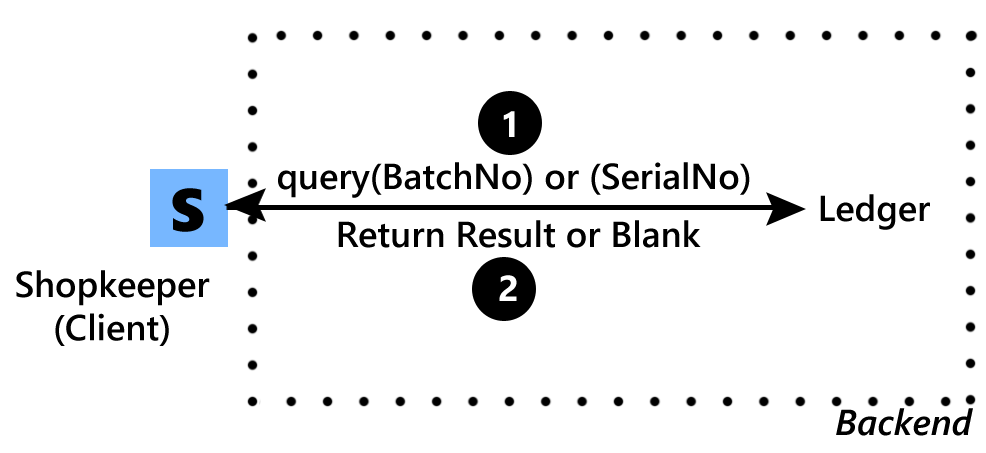 1
query(BatchNo) or (SerialNo)
S
Ledger
Return Result or Blank
2
Shopkeeper
(Client)
Backend